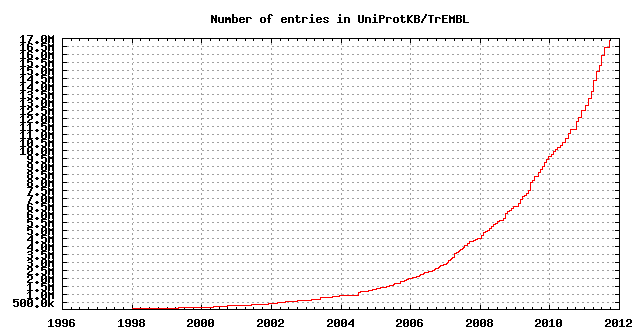 Number of entries in UniProtKB/TrEMBL
17.0M
16.5M
16.0M
15.5M
15.0M
14.5M
14.0M
13.5M
13.0M
12.5M
12.0M
11.5M
11.0M
10.5M
10.0M
9.5M
9.0M
8.5M
8.0M
7.5M
7.0M
6.5M
6.0M
5.5M
5.0M
4.5M
4.0M
3.5M
3.0M
2.5M
2.0M
1.5M
1.0M
500.0k
1996 1998 2000 2002 2004 2006 2008 2010 2012